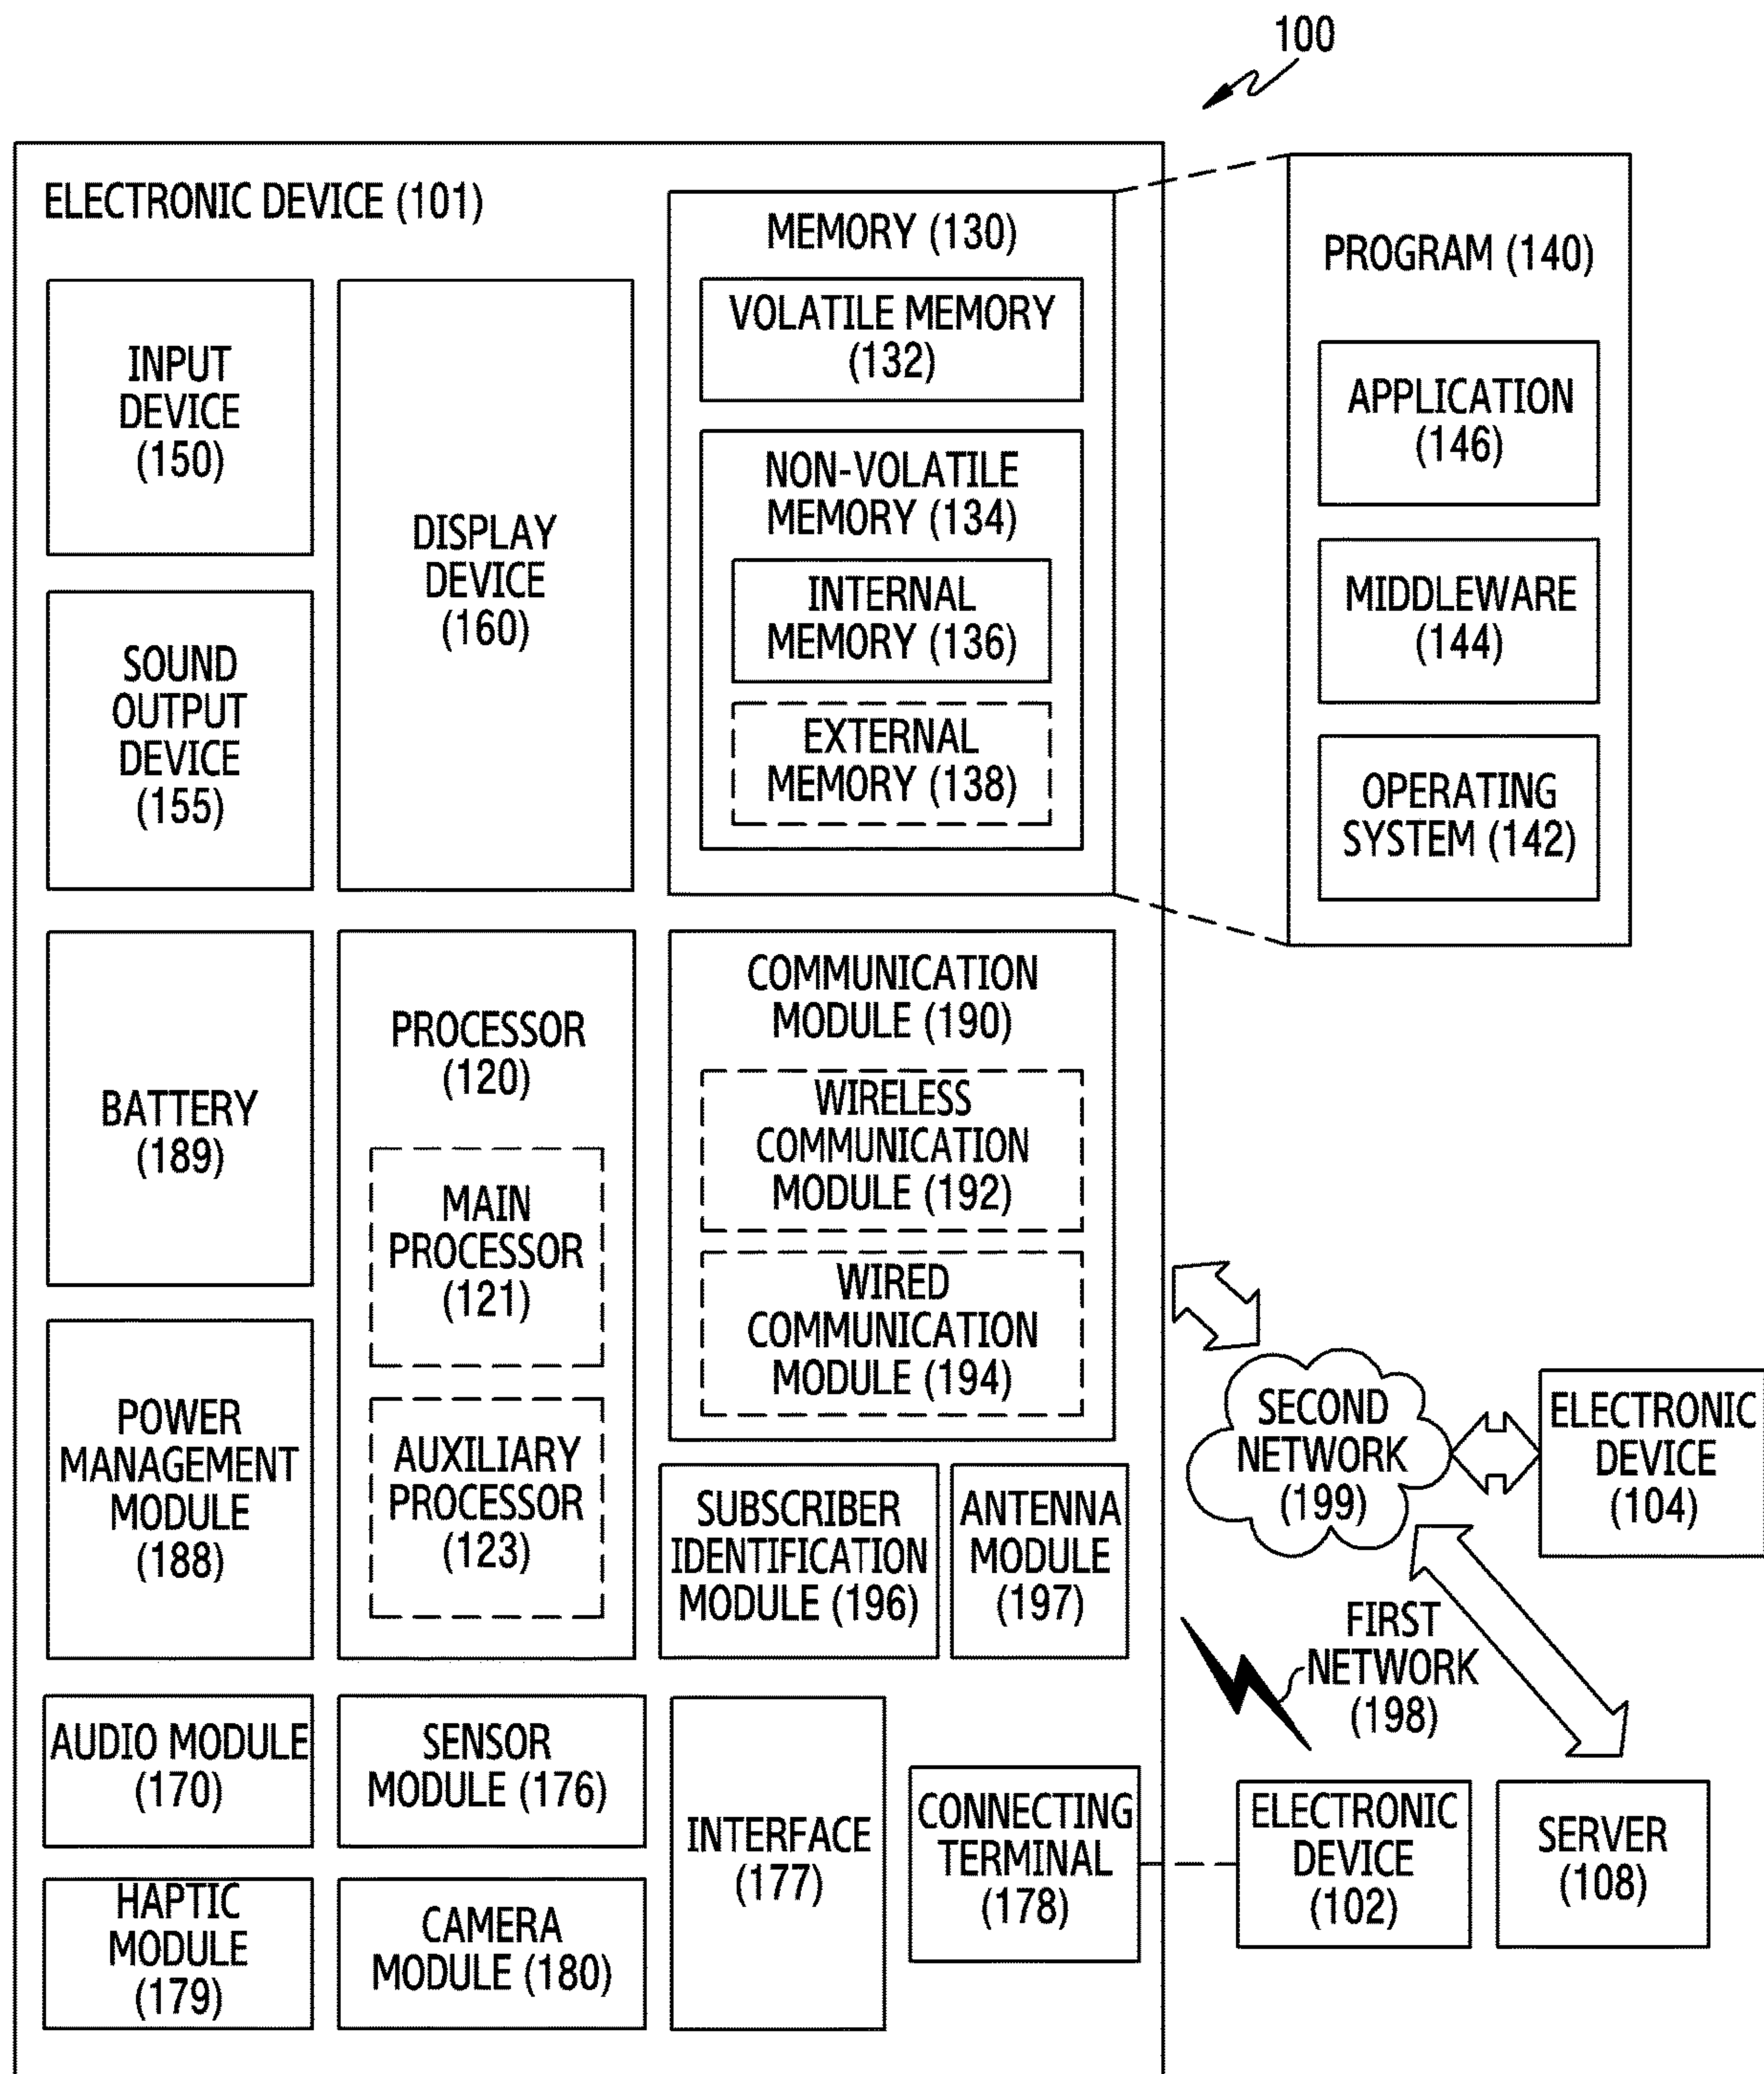 100
ELECTRONIC DEVICE (101)
INPUT
DEVICE
(150)
SOUND
OUTPUT
DEVICE
(155)
DISPLAY
DEVICE
(160)
MEMORY (130)
VOLATILE MEMORY
(132)
NON-VOLATILE
MEMORY (134)
INTERNAL
MEMORY (136)
EXTERNAL
MEMORY (138)
PROGRAM (140)
APPLICATION
(146)
MIDDLEWARE
(144)
OPERATING
SYSTEM (142)
BATTERY
(189)
POWER
MANAGEMENT
MODULE
(188)
PROCESSOR
(120)
MAIN
PROCESSOR
(121)
AUXILIARY
PROCESSOR
(123)
COMMUNICATION
MODULE (190)
WIRELESS
COMMUNICATION
MODULE (192)
WIRED
COMMUNICATION
MODULE (194)
SUBSCRIBER
IDENTIFICATION
MODULE (196)
ANTENNA
MODULE
(197)
SECOND
NETWORK
(199)
ELECTRONIC
DEVICE
(104)
FIRST
NETWORK
(198)
AUDIO MODULE
(170)
SENSOR
MODULE (176)
HAPTIC
MODULE
(179)
CAMERA
MODULE (180)
INTERFACE
(177)
CONNECTING
TERMINAL
(178)
ELECTRONIC
DEVICE
(102)
SERVER
(108)